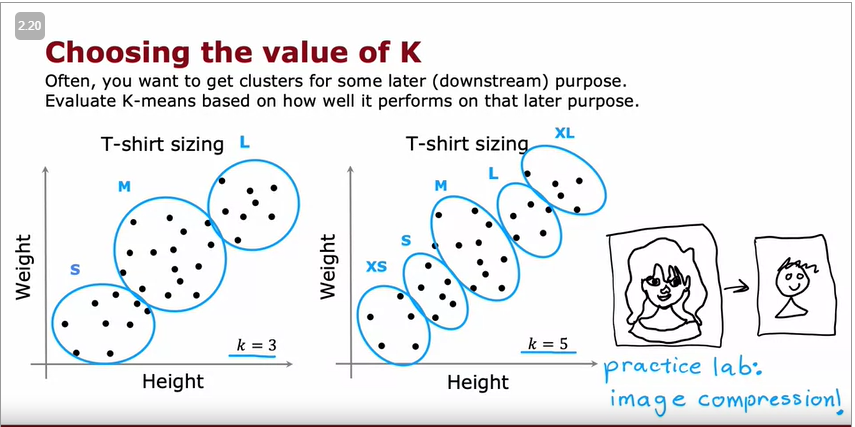 2.20
Choosing the value of K
Often, you want to get clusters for some later (downstream) purpose.
Evaluate K-means based on how well it performs on that later purpose.
T-shirt sizing
L
M
S
Weight
k = 3
Height
T-shirt sizing
XL
L
M
S
XS
Weight
k = 5
Height
practice lab:
image compression!